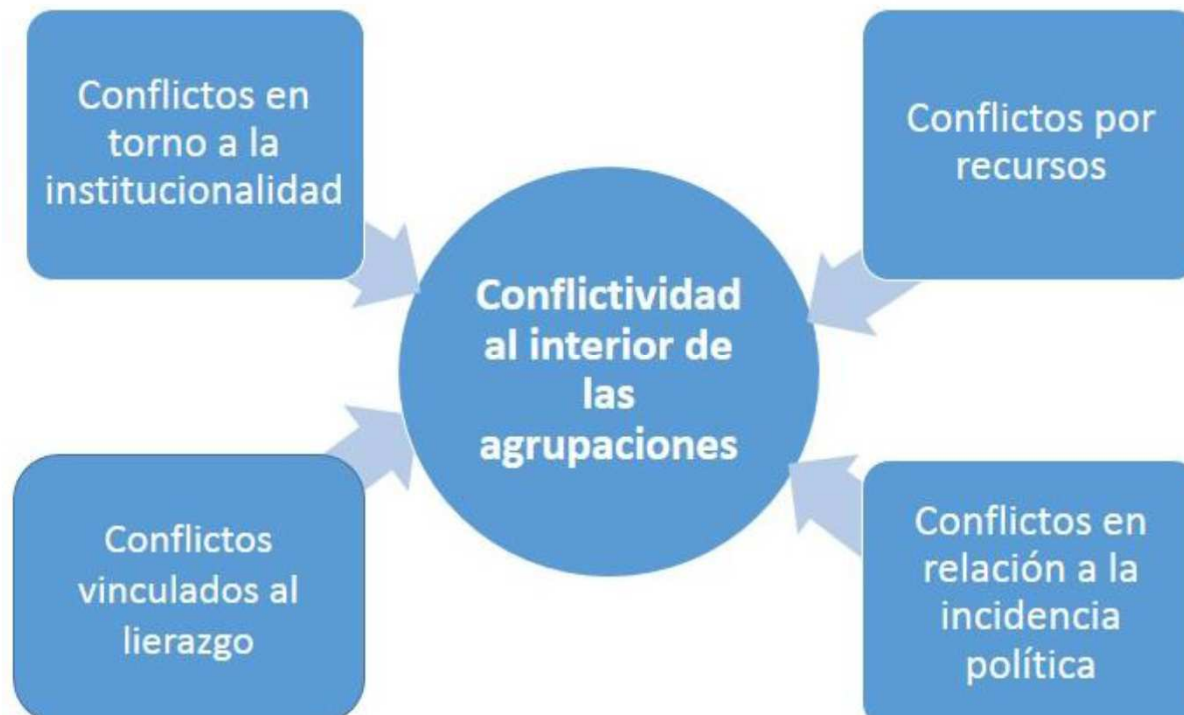 Conflictos en
torno a la
institucionalidad
Conflictos por
recursos
Conflictividad
al interior de
las
agrupaciones
Conflictos
vinculados al
lierazgo
Conflictos en
relación a la
incidencia
política